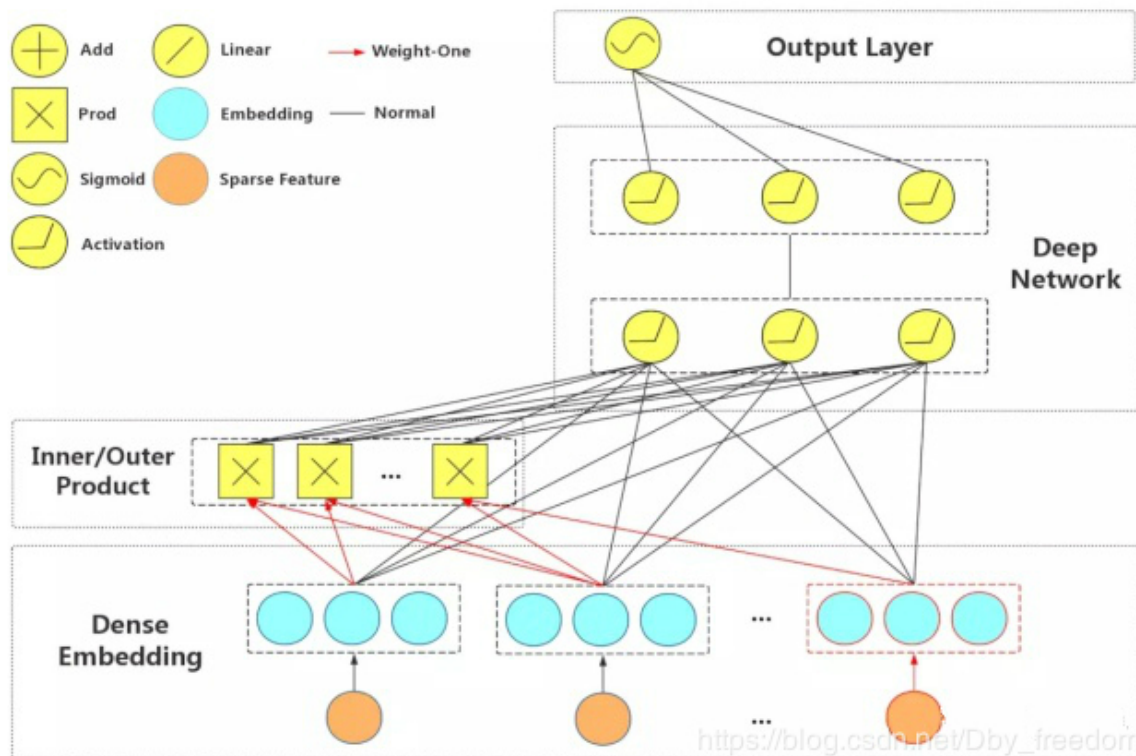 Add
Linear
Weight-One
Output Layer
Prod
Embedding
Normal
Sigmoid
Sparse Feature
Activation
Deep
Network
Inner/Outer
Product
...
Dense
Embedding
...
...
https://blog.csdn.net/Dby_freedom